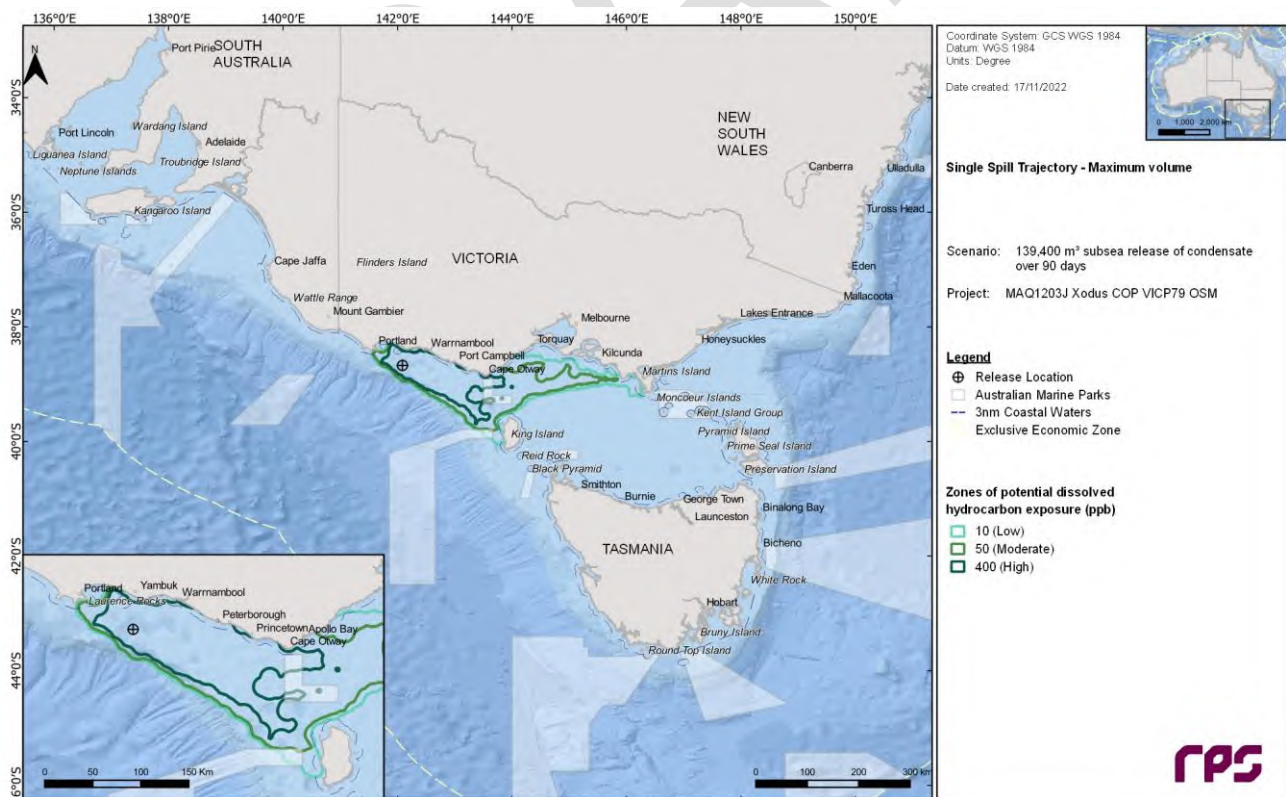 136°0'E 138°0'E 140°0'E 142°0'E 144°0'E 146°0'E 148°0'E 150°0'E
34°0'S
36°0'S
38°0'S
40°0'S
42°0'S
44°0'S
6°0'S
N
Port Pirie
SOUTH
AUSTRALIA
Port Lincoln
Wardang Island
Adelaide
Liguanea Island
Troubridge Island
Neptune Islands
Kangaroo Island
NEW
SOUTH
WALES
Canberra
Ulladulla
Tuross Head
Cape Jaffa
Flinders Island
VICTORIA
Eden
Wattle Range
Mallacoota
Mount Gambier
Melbourne
Lakes Entrance
Portland
Warrnambool
Torquay
Honeysuckles
Port Campbell
Kilcunda
Cape Otway
Martins Island
Moncoeur Islands
Kent Island Group
King Island
Pyramid Island
Prime Seal Island
Reid Rock
Black Pyramid
Preservation Island
Smithton
Burnie
George Town
Launceston
Binalong Bay
TASMANIA
Bicheno
White Rock
Hobart
Bruny Island
Round Top Island
0 100 200 300 km
Portland
Yambuk
Warrnambool
Laurence Rocks
Peterborough
Princetown
Apollo Bay
Cape Otway
0 50 100 150 Km
Coordinate System: GCS WGS 1984
Datum: WGS 1984
Units: Degree
Date created: 17/11/2022
0 1,000 2,000 km
Single Spill Trajectory - Maximum volume
Scenario: 139,400 m³ subsea release of condensate
over 90 days
Project: MAQ1203J Xodus COP VICP79 OSM
Legend
Release Location
Australian Marine Parks
3nm Coastal Waters
Exclusive Economic Zone
Zones of potential dissolved
hydrocarbon exposure (ppb)
10 (Low)
50 (Moderate)
400 (High)
rps